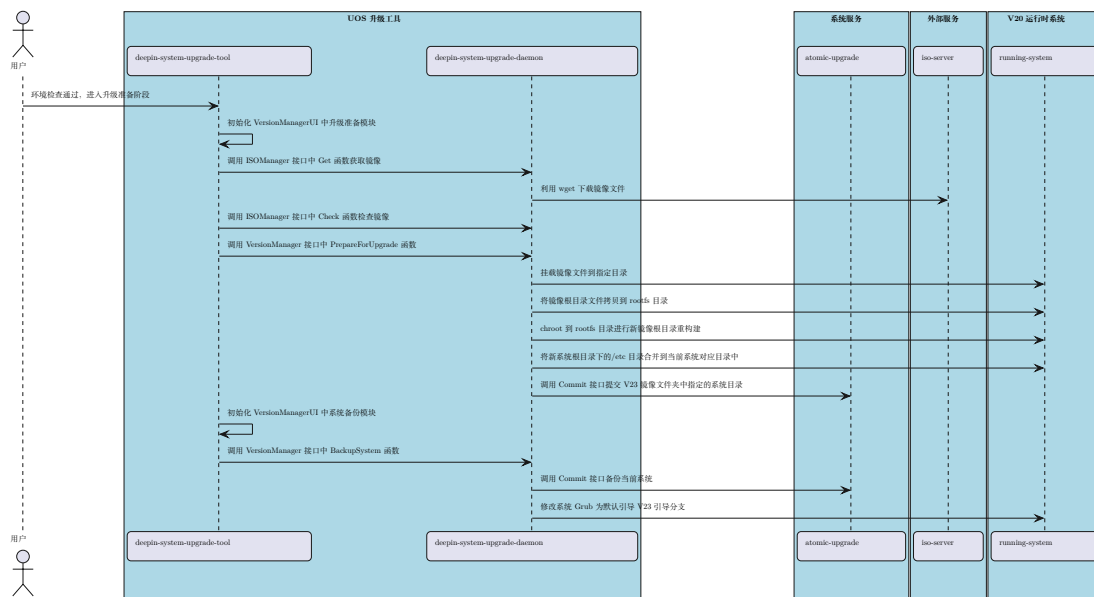 UOS 升级工具
系统服务
外部服务
V20 运行时系统
用户
deepin-system-upgrade-tool
deepin-system-upgrade-daemon
atomic-upgrade
iso-server
running-system
环境检查通过，进入升级准备阶段
初始化 VersionManagerUI 中升级准备模块
调用 ISOManager 接口中 Get 函数获取镜像
利用 wget 下载镜像文件
调用 ISOManager 接口中 Check 函数检查镜像
调用 VersionManager 接口中 PrepareForUpgrade 函数
挂载镜像文件到指定目录
将镜像根目录文件拷贝到 rootfs 目录
chroot 到 rootfs 目录进行新镜像根目录重构建
将新系统根目录下的/etc 目录合并到当前系统对应目录中
调用 Commit 接口提交 V23 镜像文件夹中指定的系统目录
初始化 VersionManagerUI 中系统备份模块
调用 VersionManager 接口中 BackupSystem 函数
调用 Commit 接口备份当前系统
修改系统 Grub 为默认引导 V23 引导分支
用户
deepin-system-upgrade-tool
deepin-system-upgrade-daemon
atomic-upgrade
iso-server
running-system